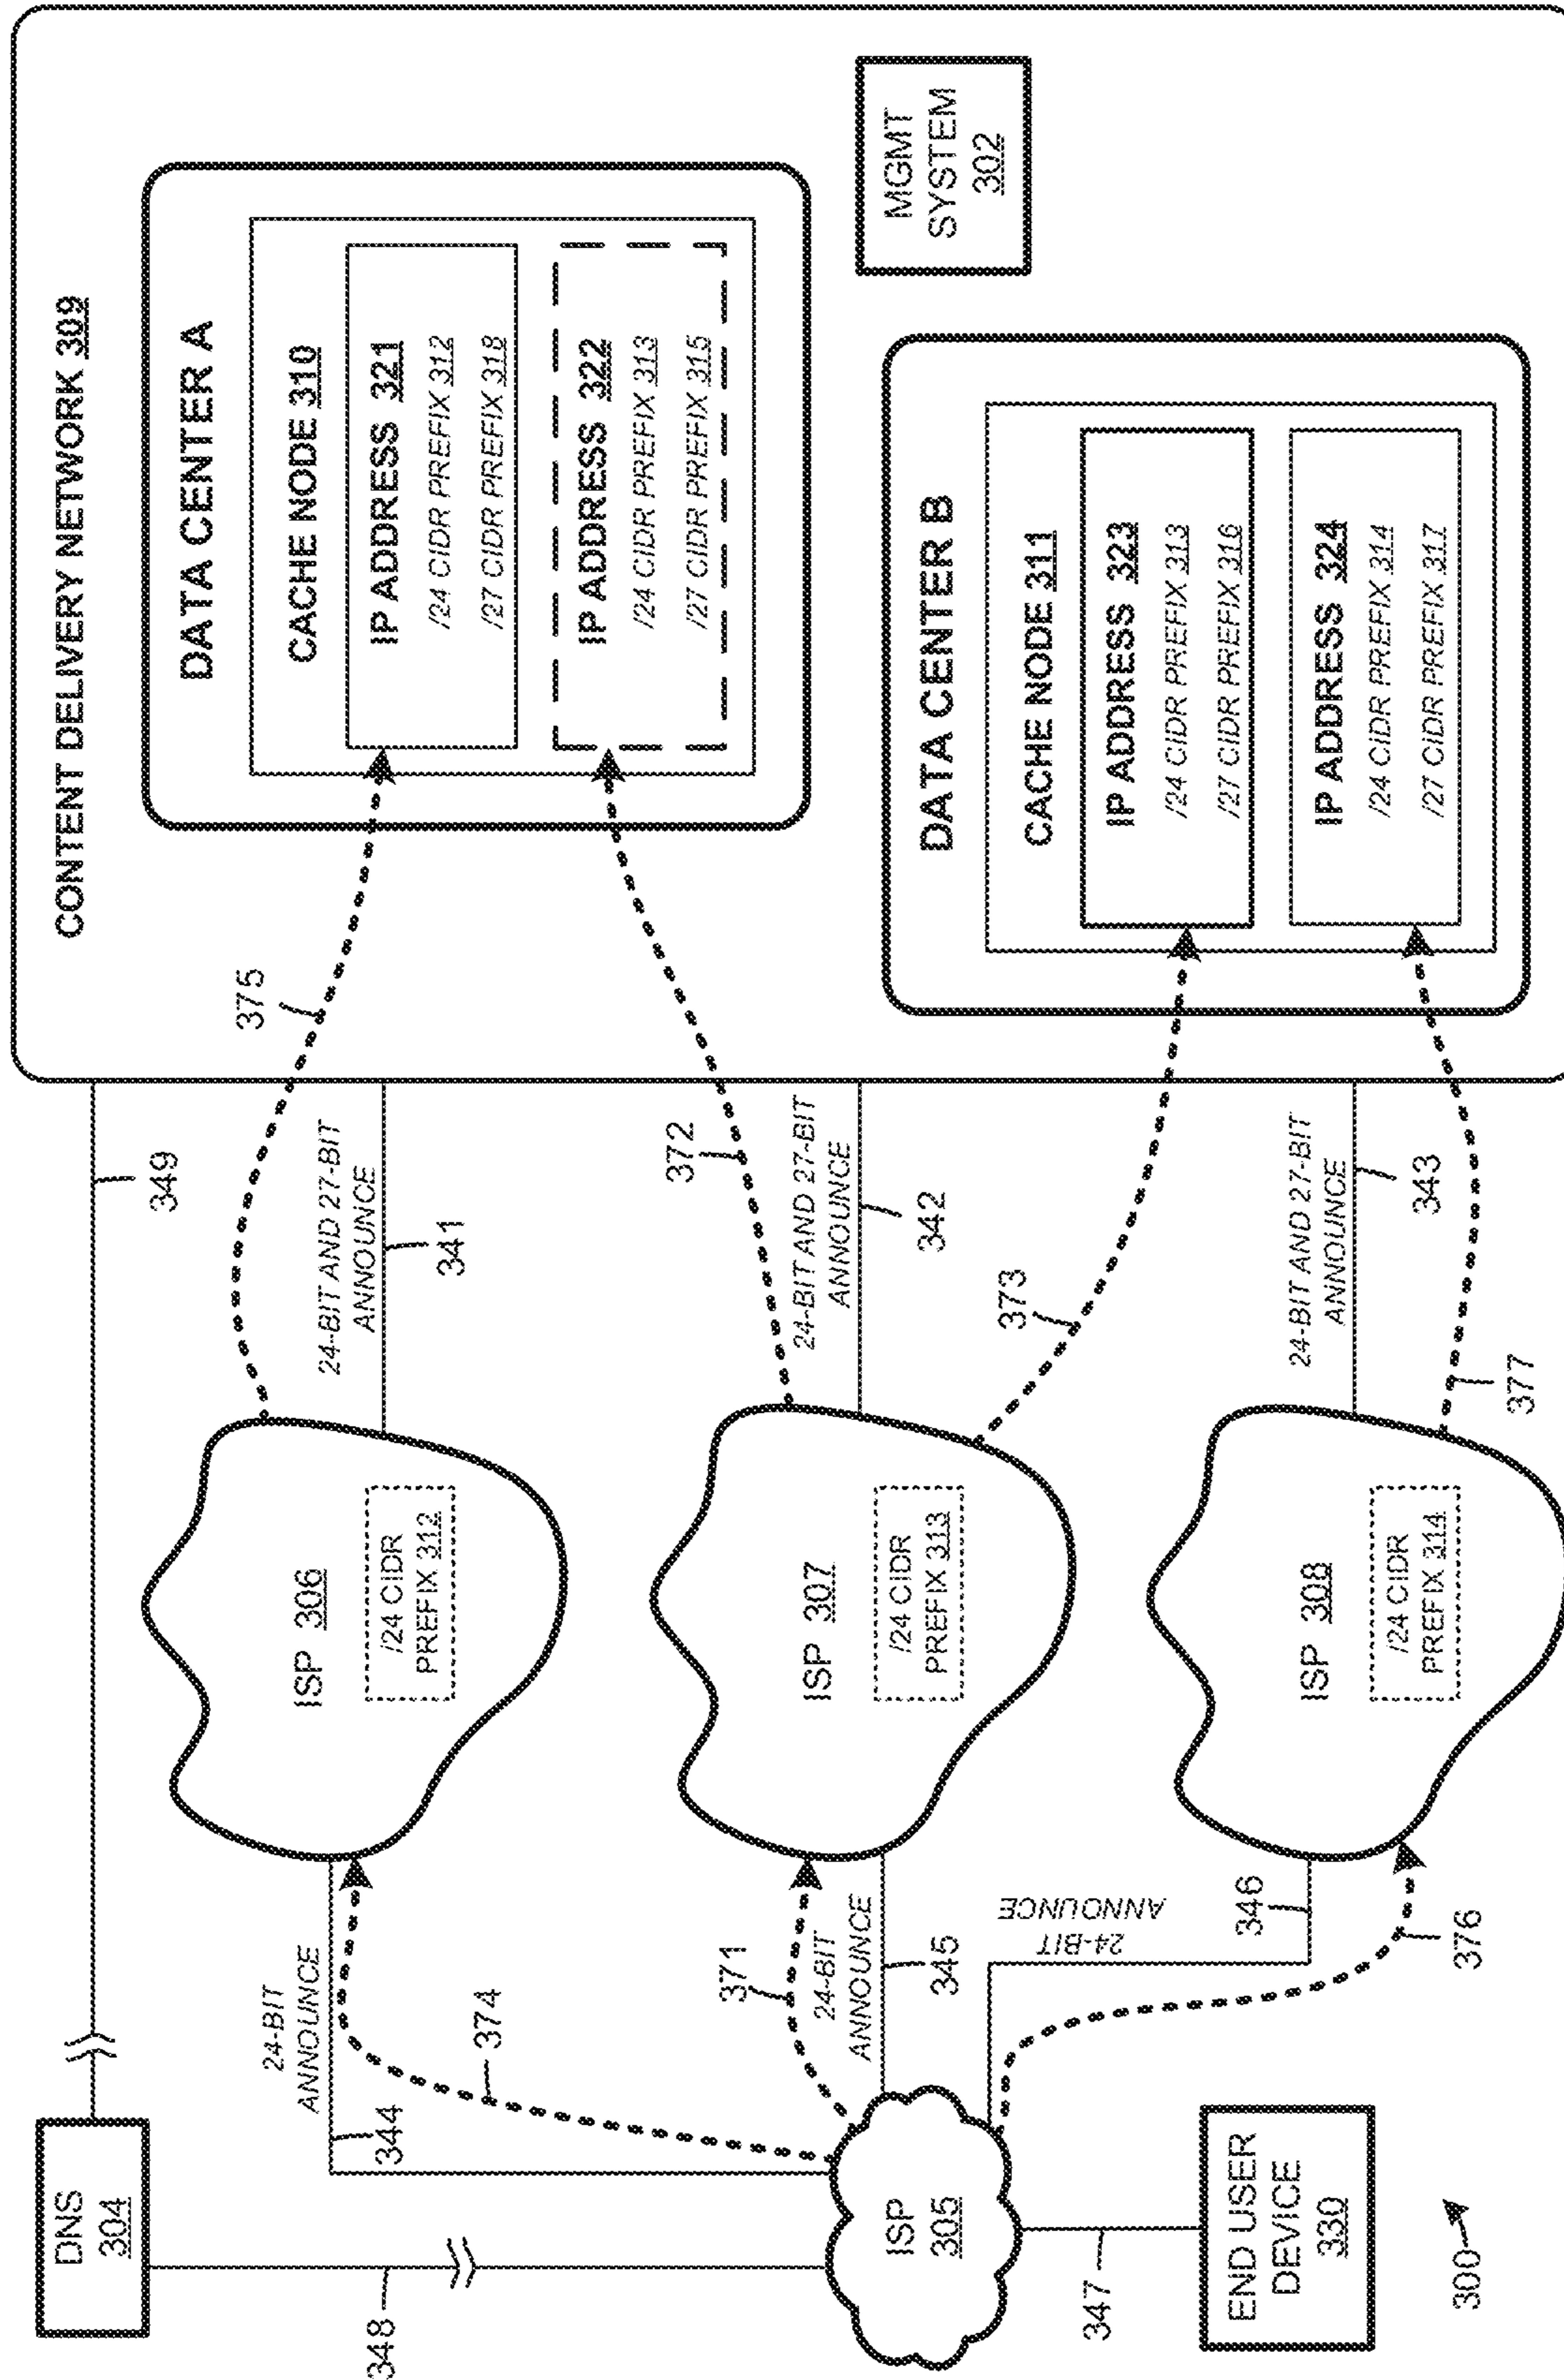 CONTENT DELIVERY NETWORK 309
DNS
304
349
348
375
DATA CENTER A
CACHE NODE 310
IP ADDRESS 321
/24 CIDR PREFIX 312
/27 CIDR PREFIX 318
IP ADDRESS 322
/24 CIDR PREFIX 313
/27 CIDR PREFIX 315
24-BIT
ANNOUNCE
344
374
ISP 306
/24 CIDR
PREFIX 312
24-BIT AND 27-BIT
ANNOUNCE
341
372
371
24-BIT
ANNOUNCE
345
ISP 307
/24 CIDR
PREFIX 313
24-BIT AND 27-BIT
ANNOUNCE
342
373
MGMT
SYSTEM
302
ISP
305
24-BIT
ANNOUNCE
346
376
ISP 308
/24 CIDR
PREFIX 314
24-BIT AND 27-BIT
ANNOUNCE
343
377
DATA CENTER B
CACHE NODE 311
IP ADDRESS 323
/24 CIDR PREFIX 313
/27 CIDR PREFIX 316
IP ADDRESS 324
/24 CIDR PREFIX 314
/27 CIDR PREFIX 317
347
END USER
DEVICE
330
300